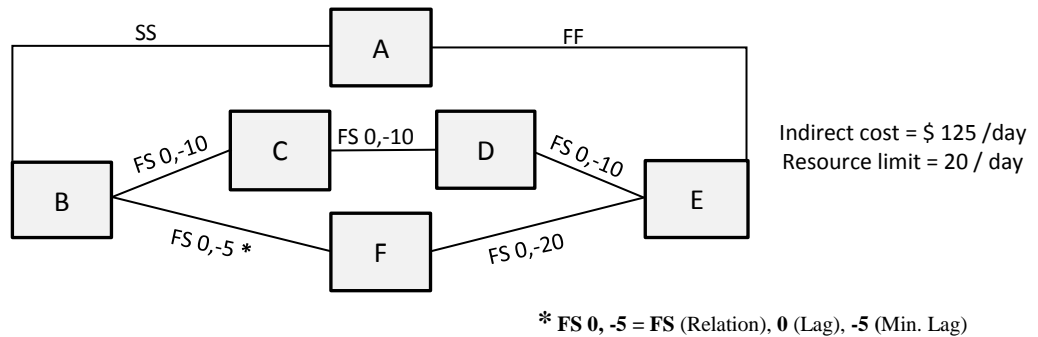 SS
A
FF
FS 0,-10
C
FS 0,-10
D
FS 0,-10
Indirect cost = $ 125 /day
Resource limit = 20 / day
B
E
FS 0,-5 *
F
FS 0,-20
* FS 0, -5 = FS (Relation), 0 (Lag), -5 (Min. Lag)